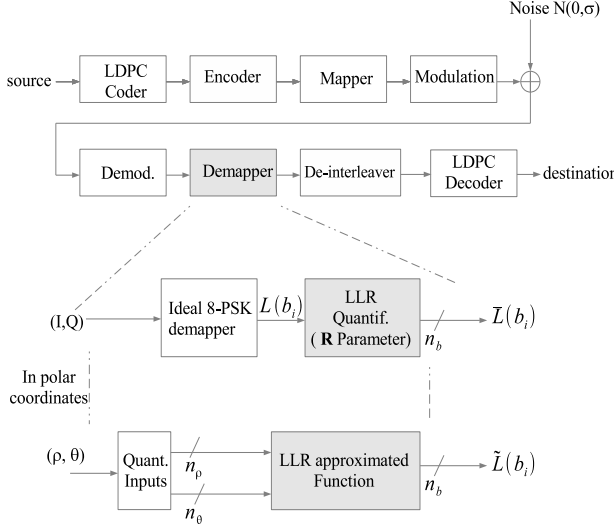 Noise N(0,σ)
source
LDPC
Coder
Encoder
Mapper
Modulation
Demod.
Demapper
De-interleaver
LDPC
Decoder
destination
(I,Q)
Ideal 8-PSK
demapper
L(b_i)
LLR
Quantif.
( R Parameter)
n_b
L̄(b_i)
In polar
coordinates
(ρ, θ)
Quant.
Inputs
n_ρ
n_θ
LLR approximated
Function
n_b
L̃(b_i)